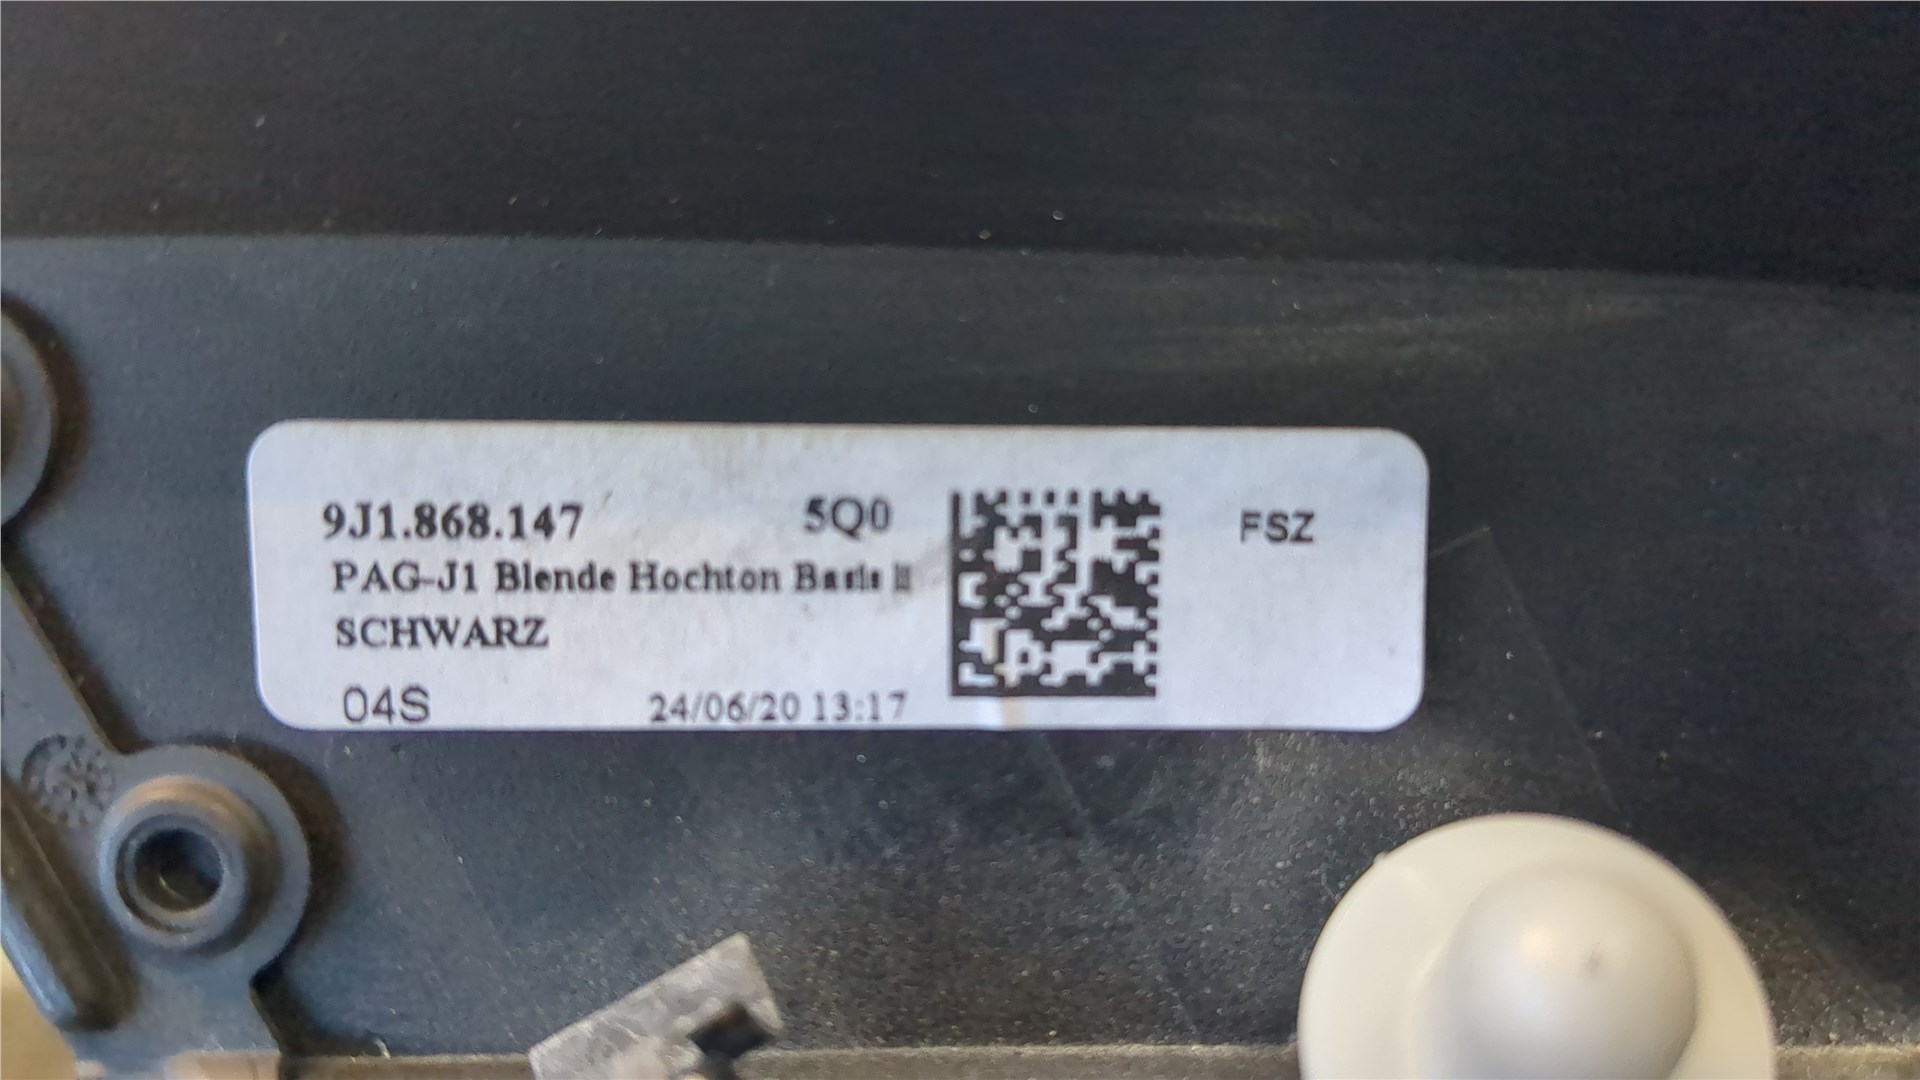 9J1.868.147 5Q0
PAG-J1 Blende Hochton Basis
SCHWARZ
04S 24/06/20 13:17
FSZ